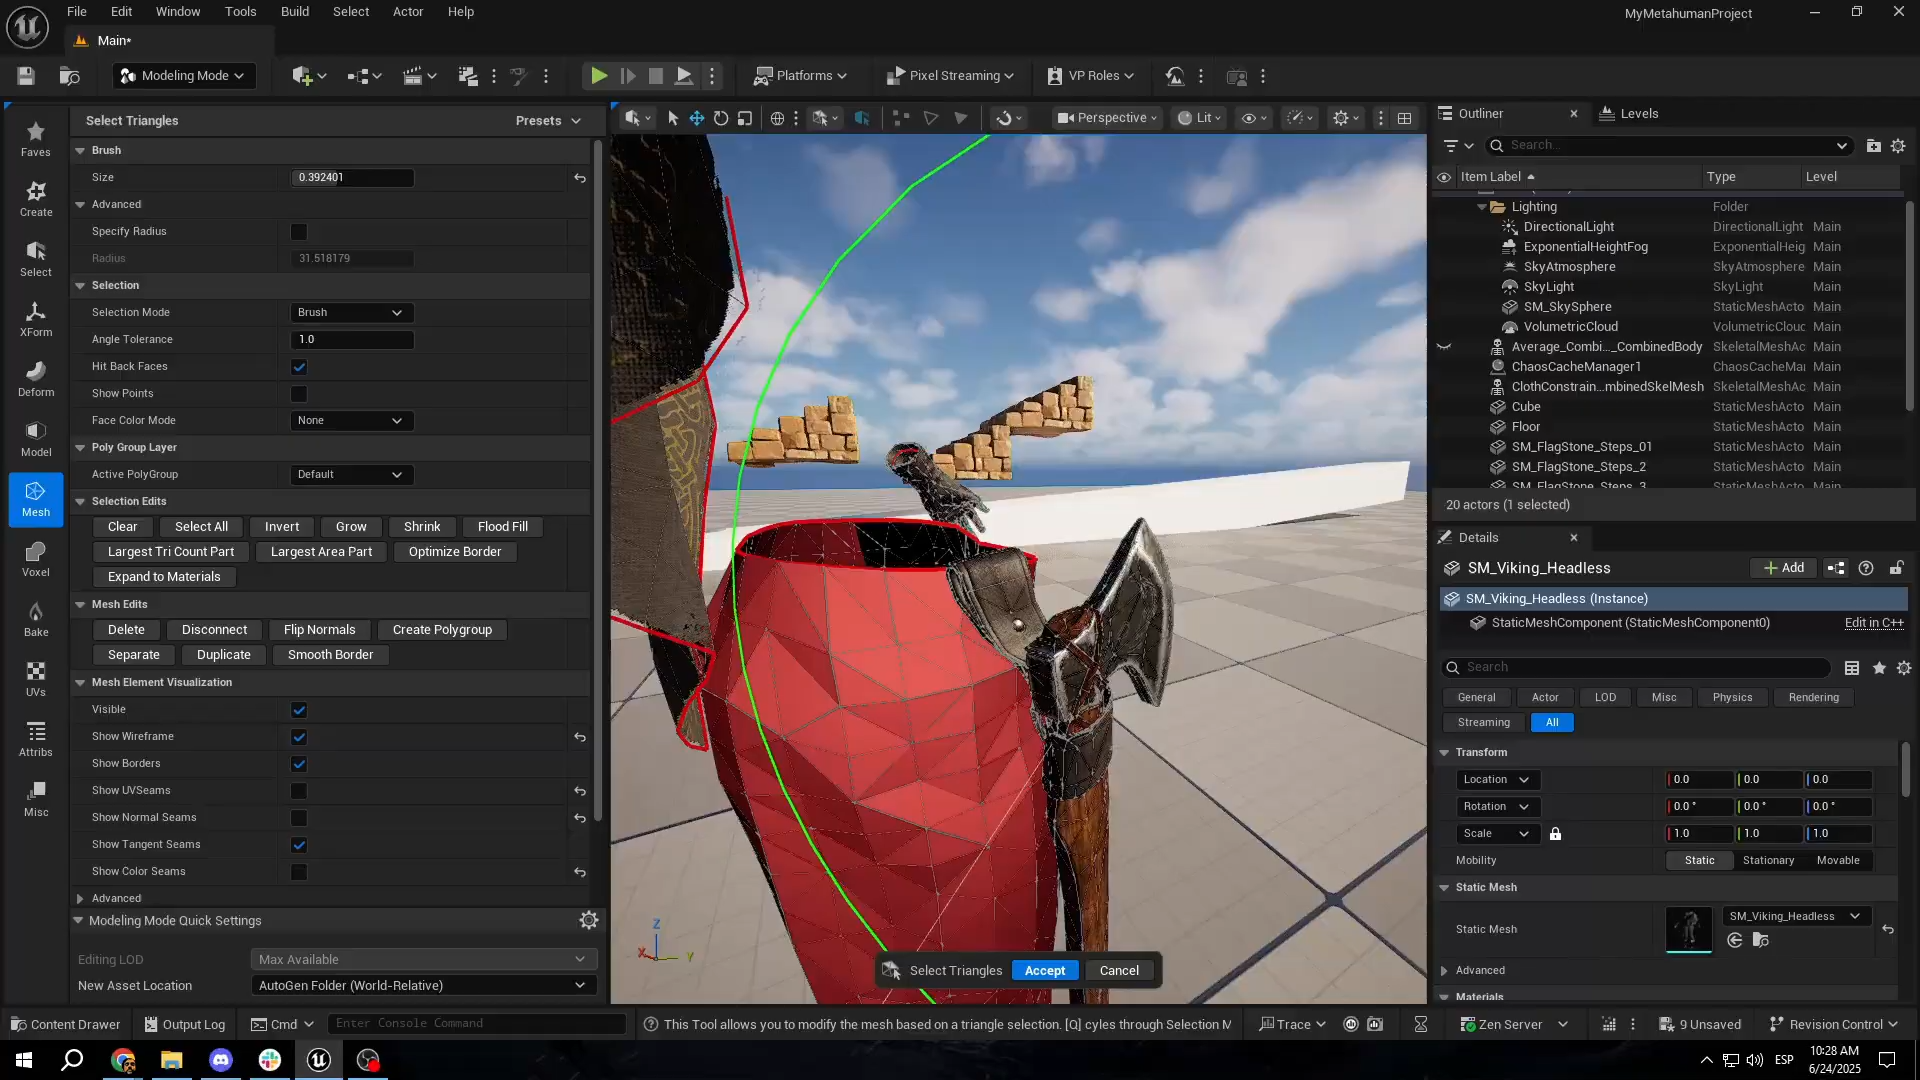 File Edit Window Tools Build Select Actor Help
MyMetahumanProject
Main*
Modeling Mode
Platforms
Pixel Streaming
VP Roles
Select Triangles
Presets
Brush
Size 0.392401
Advanced
Specify Radius
Radius 31.518179
Selection
Selection Mode Brush
Angle Tolerance 1.0
Hit Back Faces
Show Points
Face Color Mode None
Poly Group Layer
Active PolyGroup Default
Selection Edits
Clear Select All Invert Grow Shrink Flood Fill
Largest Tri Count Part Largest Area Part Optimize Border
Expand to Materials
Mesh Edits
Delete Disconnect Flip Normals Create Polygroup
Separate Duplicate Smooth Border
Mesh Element Visualization
Visible
Show Wireframe
Show Borders
Show UVSeams
Show Normal Seams
Show Tangent Seams
Show Color Seams
Advanced
Modeling Mode Quick Settings
Editing LOD Max Available
New Asset Location AutoGen Folder (World-Relative)
Faves
Create
Select
XForm
Deform
Model
Mesh
Voxel
Bake
UVs
Attribs
Misc
Perspective
Lit
X
Y
Z
Select Triangles Accept Cancel
Outliner
Levels
Search...
Item Label Type Level
Lighting Folder
DirectionalLight DirectionalLight Main
ExponentialHeightFog ExponentialHeig Main
SkyAtmosphere SkyAtmosphere Main
SkyLight SkyLight Main
SM_SkySphere StaticMeshActo Main
VolumetricCloud VolumetricClouc Main
Average_Combi..._CombinedBody SkeletalMeshAc Main
ChaosCacheManager1 ChaosCacheMai Main
ClothConstrain...mbinedSkelMesh SkeletalMeshAc Main
Cube StaticMeshActo Main
Floor StaticMeshActo Main
SM_FlagStone_Steps_01 StaticMeshActo Main
SM_FlagStone_Steps_2 StaticMeshActo Main
SM_FlagStone_Steps_3 StaticMeshActo Main
20 actors (1 selected)
Details
SM_Viking_Headless
Add
SM_Viking_Headless (Instance)
StaticMeshComponent (StaticMeshComponent0) Edit in C++
Search
General Actor LOD Misc Physics Rendering
Streaming All
Transform
Location 0.0 0.0 0.0
Rotation 0.0 ° 0.0 ° 0.0 °
Scale 1.0 1.0 1.0
Mobility Static Stationary Movable
Static Mesh
Static Mesh SM_Viking_Headless
Advanced
Materials
Content Drawer Output Log Cmd Enter Console Command
This Tool allows you to modify the mesh based on a triangle selection. [Q] cyles through Selection M
Trace
Zen Server
9 Unsaved
Revision Control
ESP
10:28 AM
6/24/2025